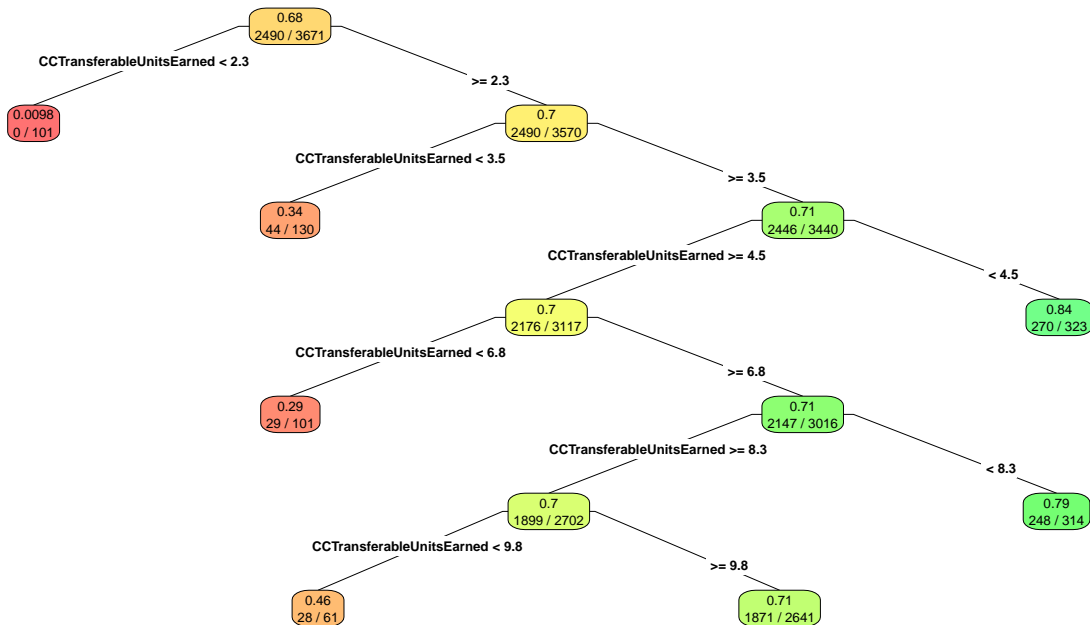 0.68
2490 / 3671
CCTransferableUnitsEarned < 2.3
>= 2.3
0.0098
0 / 101
0.7
2490 / 3570
CCTransferableUnitsEarned < 3.5
>= 3.5
0.34
44 / 130
0.71
2446 / 3440
CCTransferableUnitsEarned >= 4.5
< 4.5
0.7
2176 / 3117
0.84
270 / 323
CCTransferableUnitsEarned < 6.8
>= 6.8
0.29
29 / 101
0.71
2147 / 3016
CCTransferableUnitsEarned >= 8.3
< 8.3
0.7
1899 / 2702
0.79
248 / 314
CCTransferableUnitsEarned < 9.8
>= 9.8
0.46
28 / 61
0.71
1871 / 2641